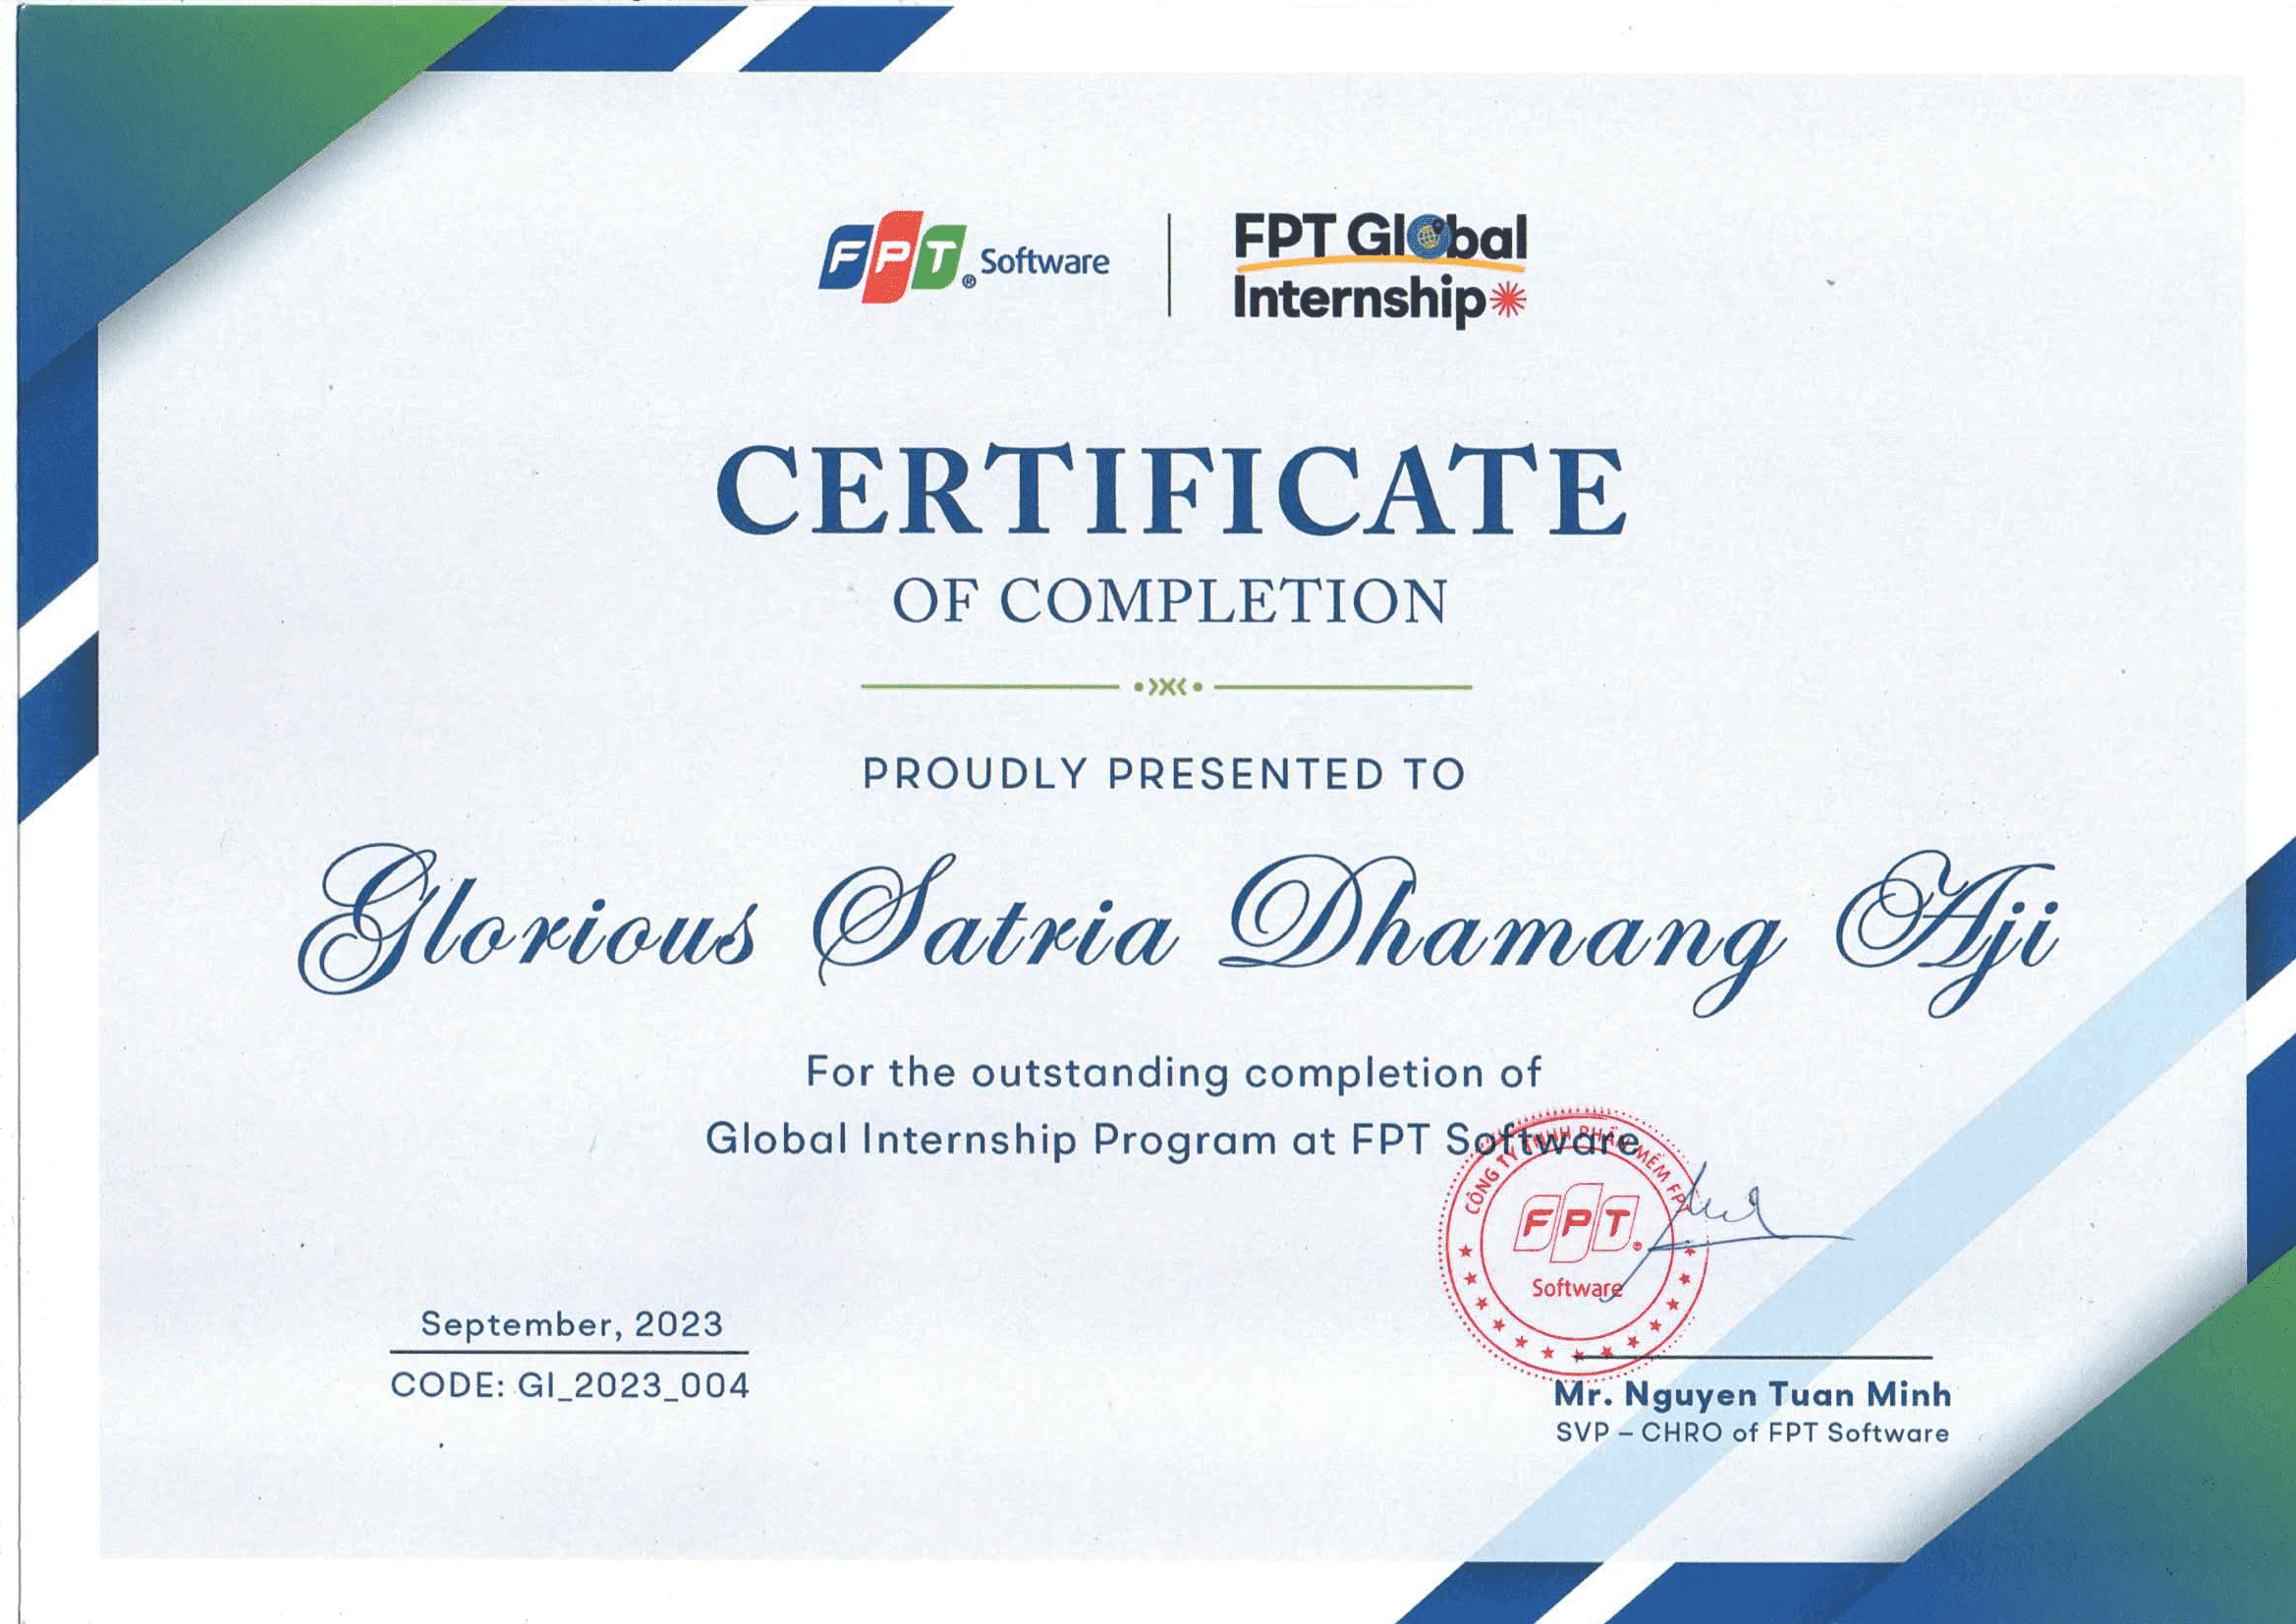 FPT® Software
FPT Global
Internship
CERTIFICATE
OF COMPLETION
PROUDLY PRESENTED TO
Glorious Satria Dhamang Aji
For the outstanding completion of
Global Internship Program at FPT Software
CÔNG TY TNHH PHẦN MỀM FPT
FPT®
Software
September, 2023
CODE: GI_2023_004
Mr. Nguyen Tuan Minh
SVP – CHRO of FPT Software